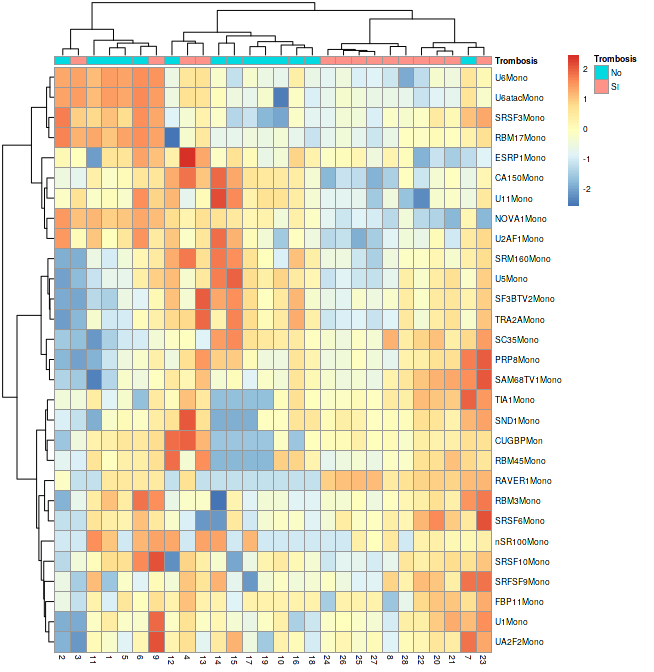 Trombosis
U6Mono
U6atacMono
SRSF3Mono
RBM17Mono
ESRP1Mono
CA150Mono
U11Mono
NOVA1Mono
U2AF1Mono
SRM160Mono
U5Mono
SF3BTV2Mono
TRA2AMono
SC35Mono
PRP8Mono
SAM68TV1Mono
TIA1Mono
SND1Mono
CUGBPMon
RBM45Mono
RAVER1Mono
RBM3Mono
SRSF6Mono
nSR100Mono
SRSF10Mono
SRFSF9Mono
FBP11Mono
U1Mono
UA2F2Mono
2 3 11 1 5 6 9 12 4 13 14 15 17 19 10 16 18 24 26 25 27 8 28 22 20 21 7 23
2
1
0
-1
-2
Trombosis
No
SI